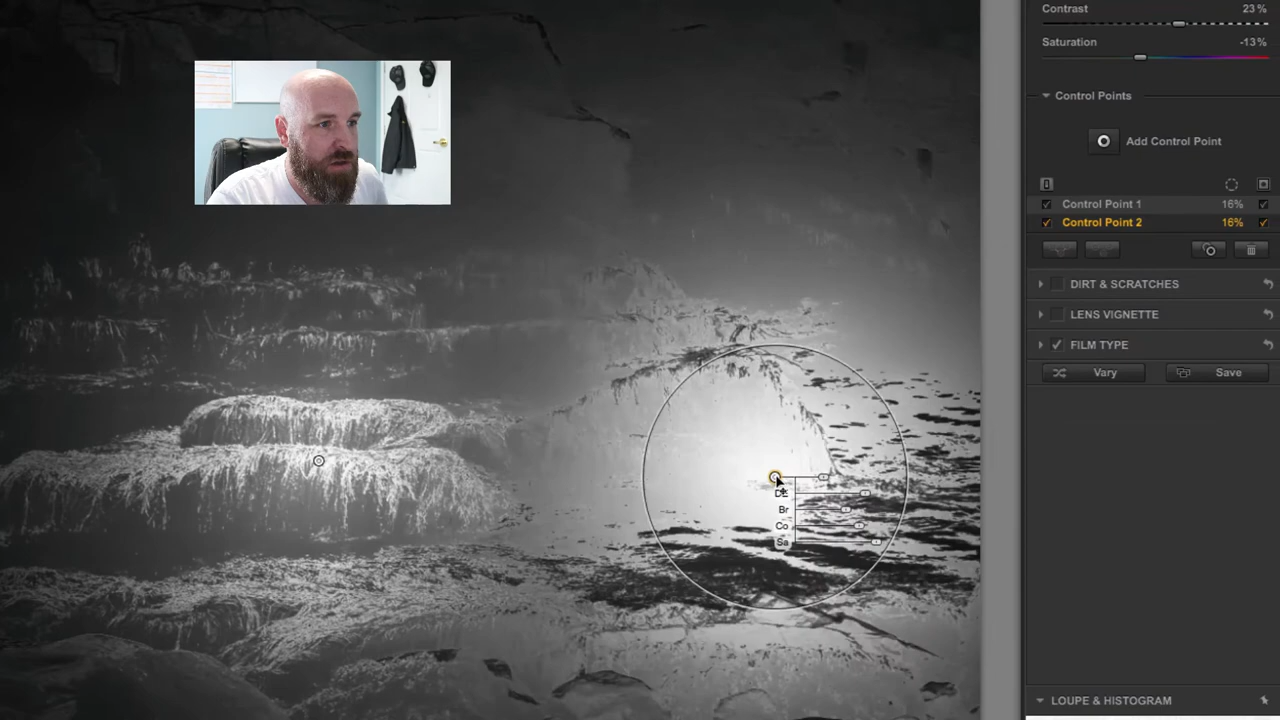 Contrast 23%
Saturation -13%
Control Points
Add Control Point
Control Point 1 16%
Control Point 2 16%
DIRT & SCRATCHES
LENS VIGNETTE
FILM TYPE
Vary Save
Br
Co
Sa
LOUPE & HISTOGRAM